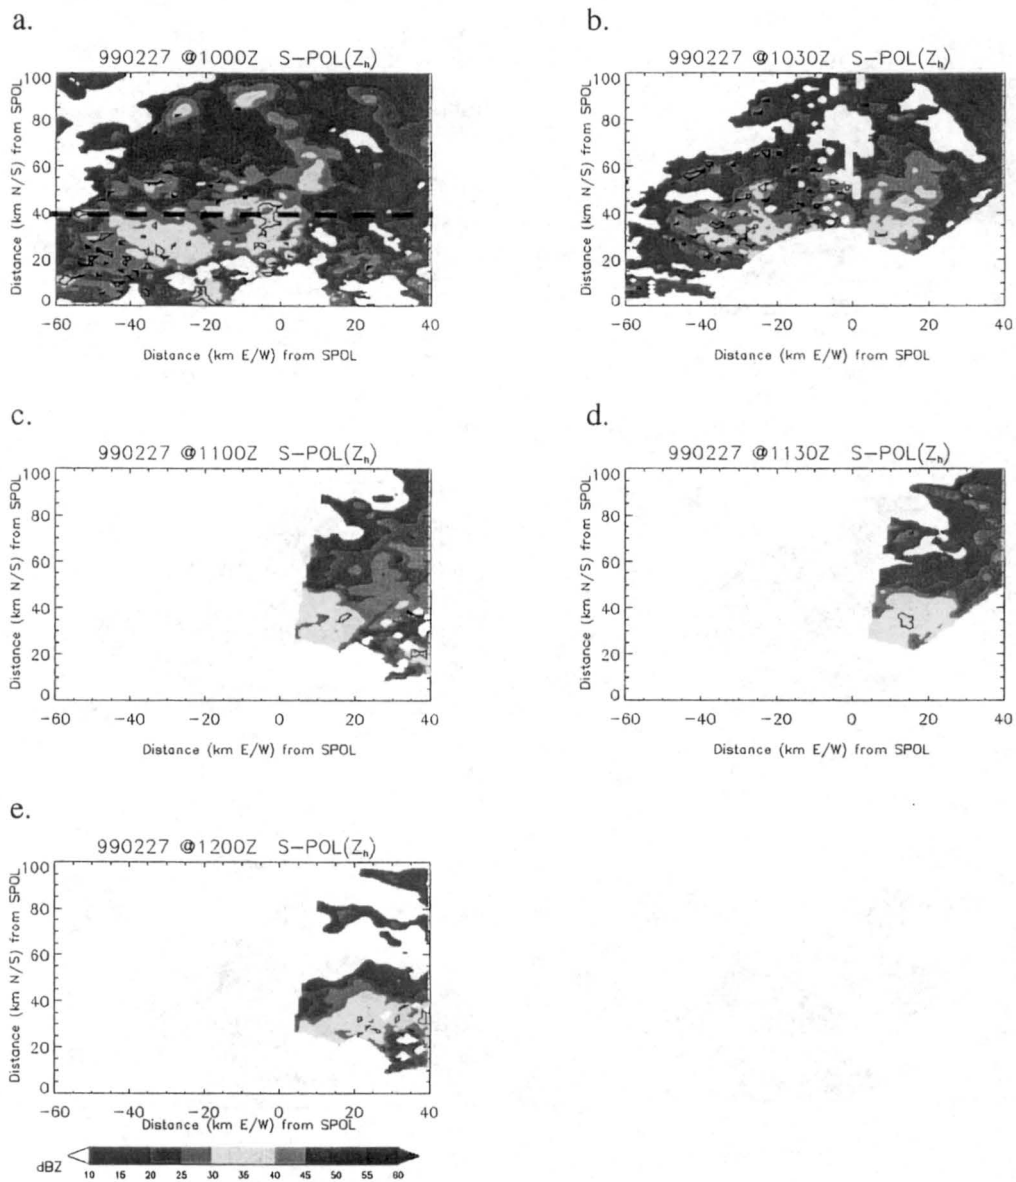 a.
990227 @1000Z S-POL(Zh)
Distance (km N/S) from SPOL
100
80
60
40
20
0
-60 -40 -20 0 20 40
Distance (km E/W) from SPOL
b.
990227 @1030Z S-POL(Zh)
Distance (km N/S) from SPOL
100
80
60
40
20
0
-60 -40 -20 0 20 40
Distance (km E/W) from SPOL
c.
990227 @1100Z S-POL(Zh)
Distance (km N/S) from SPOL
100
80
60
40
20
0
-60 -40 -20 0 20 40
Distance (km E/W) from SPOL
d.
990227 @1130Z S-POL(Zh)
Distance (km N/S) from SPOL
100
80
60
40
20
0
-60 -40 -20 0 20 40
Distance (km E/W) from SPOL
e.
990227 @1200Z S-POL(Zh)
Distance (km N/S) from SPOL
100
80
60
40
20
0
-60 -40 -20 0 20 40
Distance (km E/W) from SPOL
dBZ
10 15 20 25 30 35 40 45 50 55 60